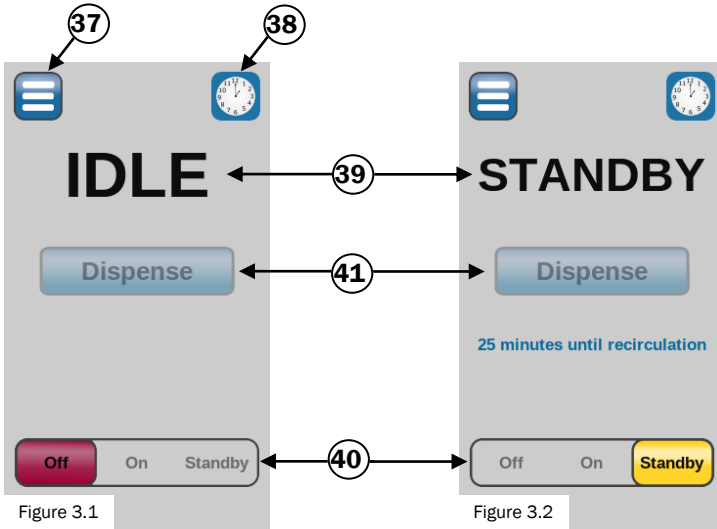 37
38
IDLE
39
STANDBY
Dispense
41
Dispense
25 minutes until recirculation
Off On Standby
40
Off On Standby
Figure 3.1
Figure 3.2